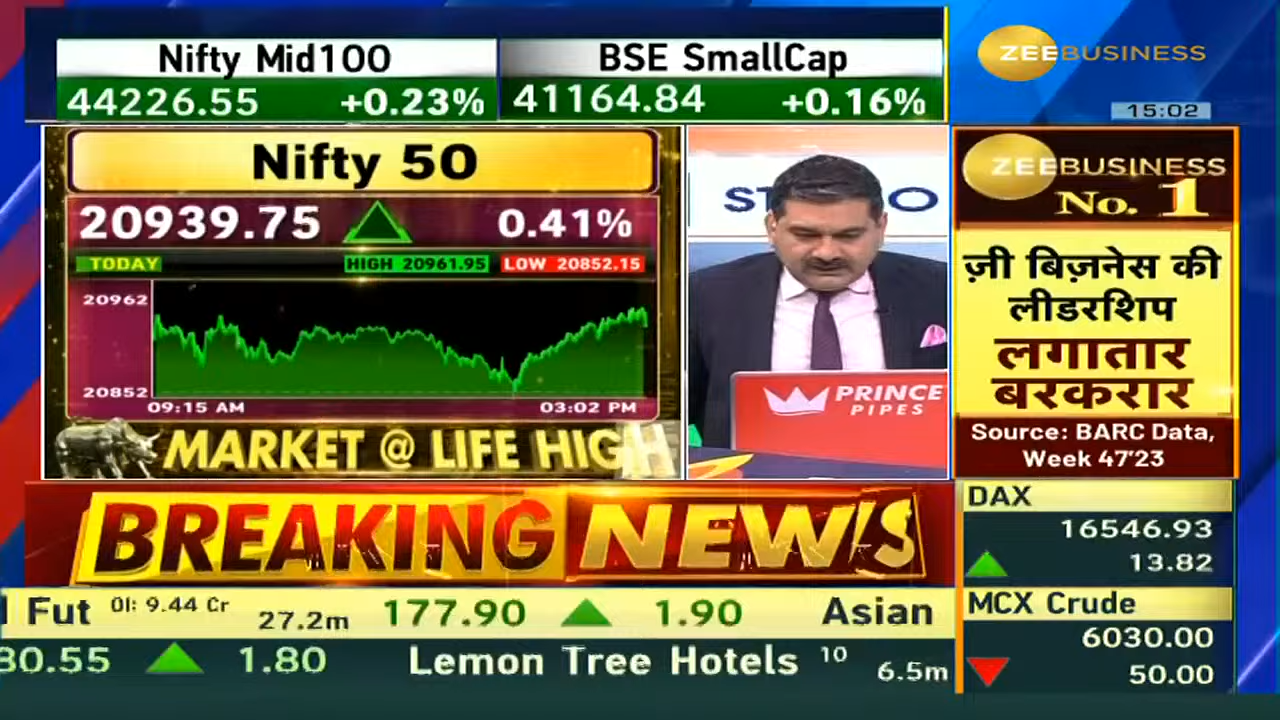 Nifty Mid100
44226.55 +0.23%
BSE SmallCap
41164.84 +0.16%
ZEEBUSINESS
15:02
Nifty 50
20939.75 0.41%
TODAY HIGH 20961.95 LOW 20852.15
20962
20852
09:15 AM 03:02 PM
MARKET @ LIFE HIGH
PRINCE
PIPES
ZEEBUSINESS
No. 1
ज़ी बिज़नेस की
लीडरशिप
लगातार
बरकरार
Source: BARC Data,
Week 47'23
BREAKING NEWS
DAX
16546.93
13.82
MCX Crude
6030.00
50.00
Fut OI: 9.44 Cr 27.2m 177.90 1.90 Asian
30.55 1.80 Lemon Tree Hotels 10 6.5m